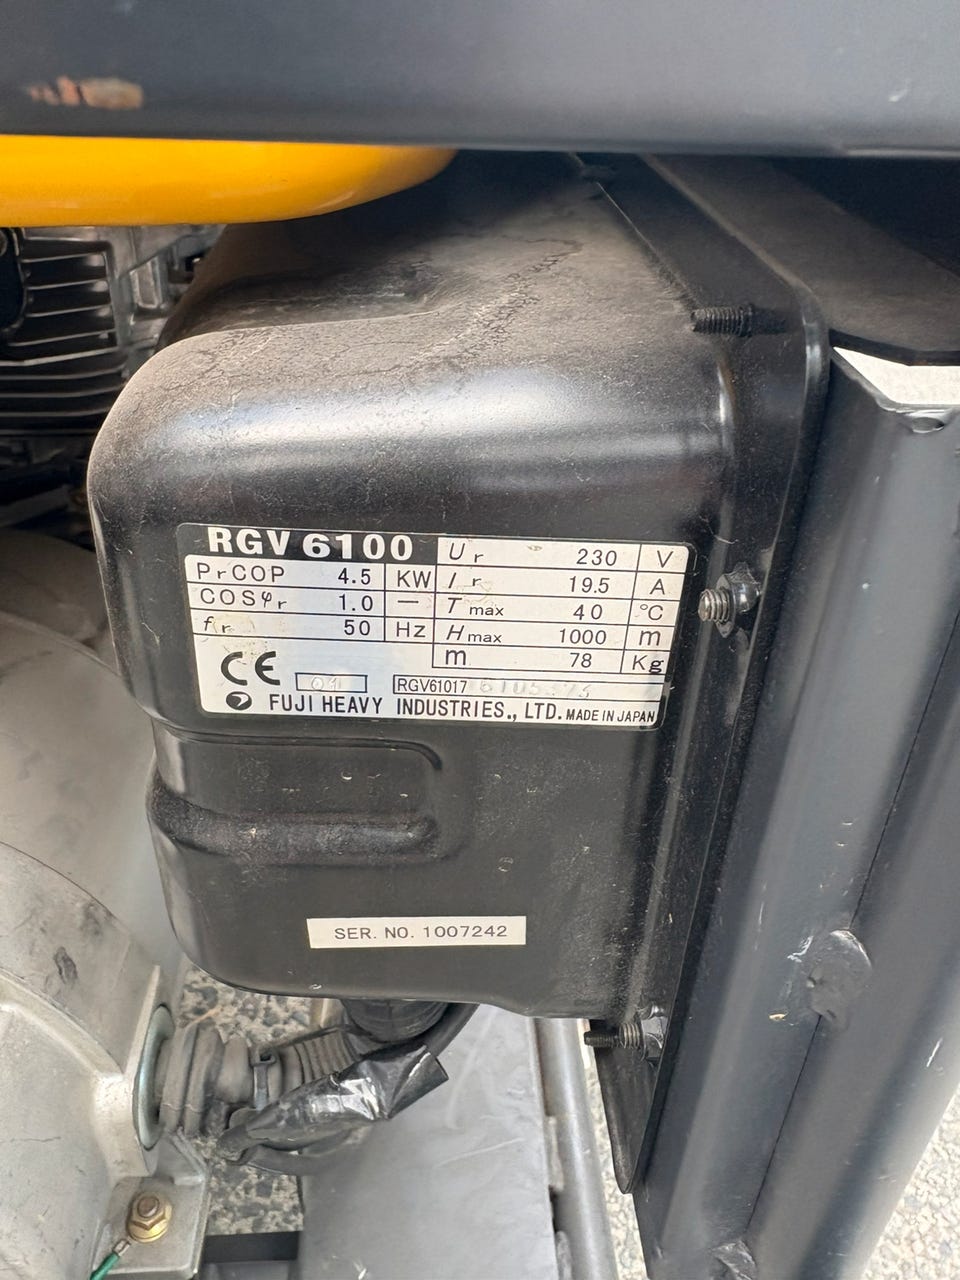 RGV 6100
PrCOP 4.5 KW
COSφr 1.0 —
fr 50 Hz
Ur 230 V
Ir 19.5 A
Tmax 40 °C
Hmax 1000 m
m 78 Kg
CE 01 RGV61017
FUJI HEAVY INDUSTRIES., LTD. MADE IN JAPAN
SER. NO. 1007242